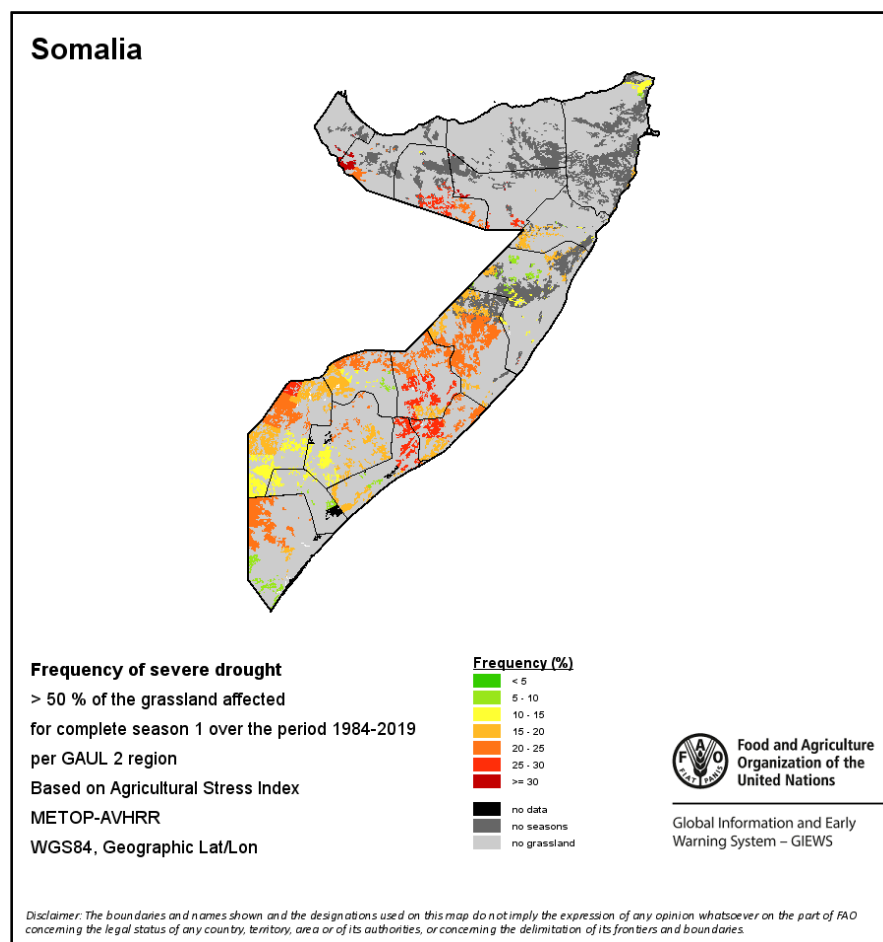 Somalia
Frequency of severe drought
> 50 % of the grassland affected
for complete season 1 over the period 1984-2019
per GAUL 2 region
Based on Agricultural Stress Index
METOP-AVHRR
WGS84, Geographic Lat/Lon
Frequency (%)
< 5
5 - 10
10 - 15
15 - 20
20 - 25
25 - 30
>= 30
no data
no seasons
no grassland
F A O
FIAT PANIS
Food and Agriculture
Organization of the
United Nations
Global Information and Early
Warning System – GIEWS
Disclaimer: The boundaries and names shown and the designations used on this map do not imply the expression of any opinion whatsoever on the part of FAO
concerning the legal status of any country, territory, area or of its authorities, or concerning the delimitation of its frontiers and boundaries.